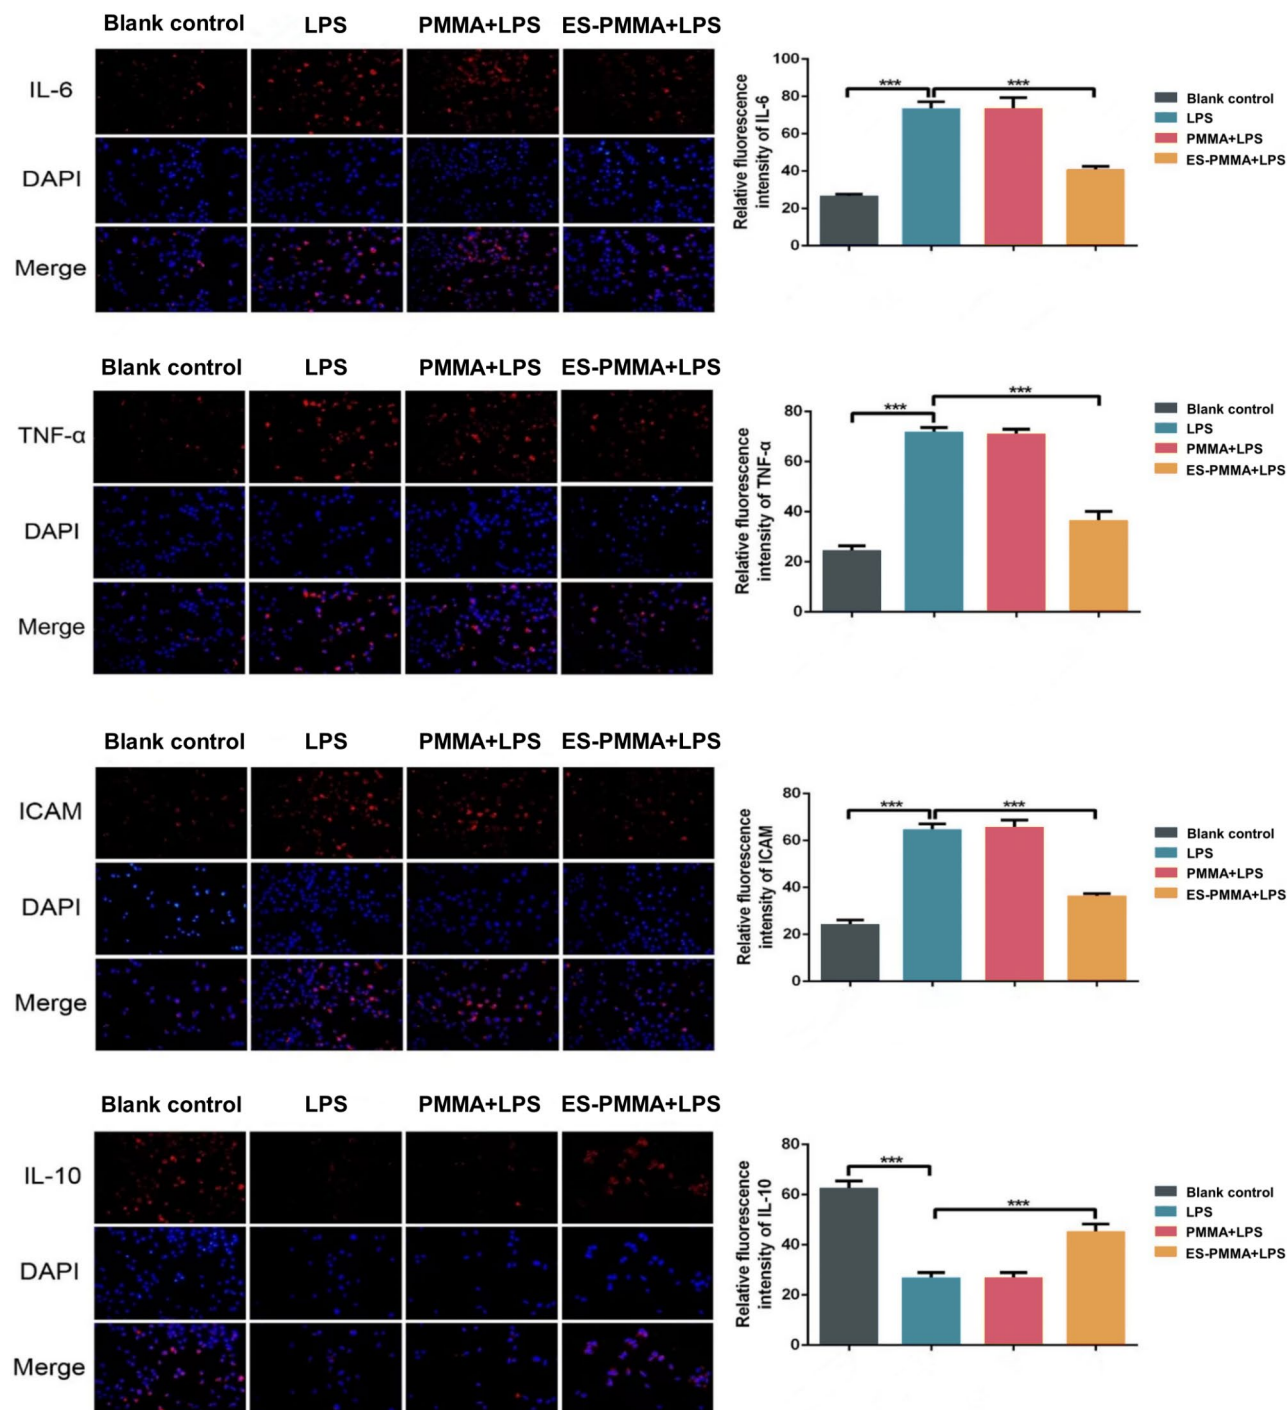 Blank control LPS PMMA+LPS ES-PMMA+LPS
IL-6
DAPI
Merge
Relative fluorescence
intensity of IL-6
100
80
60
40
20
0
***
***
Blank control
LPS
PMMA+LPS
ES-PMMA+LPS
Blank control LPS PMMA+LPS ES-PMMA+LPS
TNF-α
DAPI
Merge
Relative fluorescence
intensity of TNF-α
80
60
40
20
0
***
***
Blank control
LPS
PMMA+LPS
ES-PMMA+LPS
Blank control LPS PMMA+LPS ES-PMMA+LPS
ICAM
DAPI
Merge
Relative fluorescence
intensity of ICAM
80
60
40
20
0
***
***
Blank control
LPS
PMMA+LPS
ES-PMMA+LPS
Blank control LPS PMMA+LPS ES-PMMA+LPS
IL-10
DAPI
Merge
Relative fluorescence
intensity of IL-10
80
60
40
20
0
***
***
Blank control
LPS
PMMA+LPS
ES-PMMA+LPS